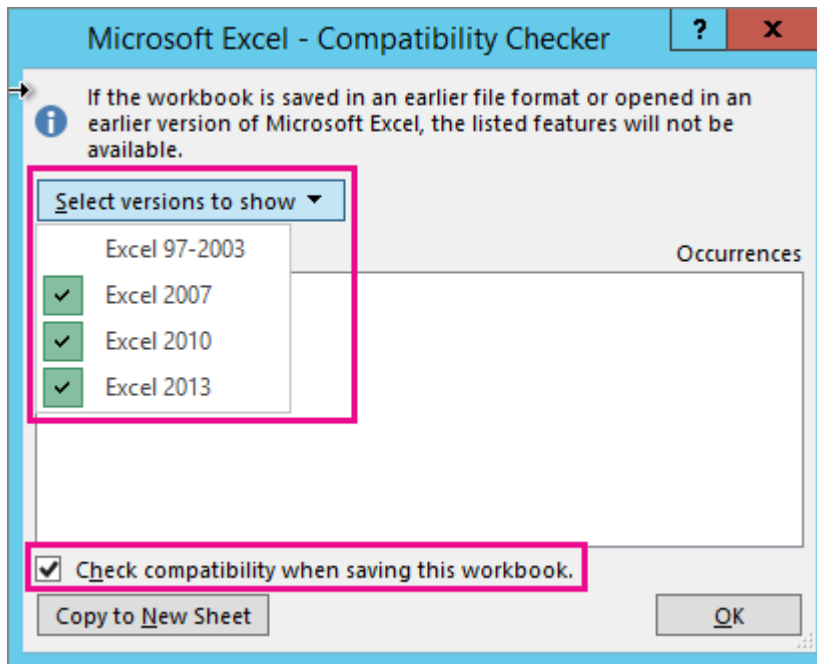 Microsoft Excel - Compatibility Checker
?
x
If the workbook is saved in an earlier file format or opened in an
earlier version of Microsoft Excel, the listed features will not be
available.
Select versions to show
Excel 97-2003
Occurrences
Excel 2007
Excel 2010
Excel 2013
Check compatibility when saving this workbook.
Copy to New Sheet
OK